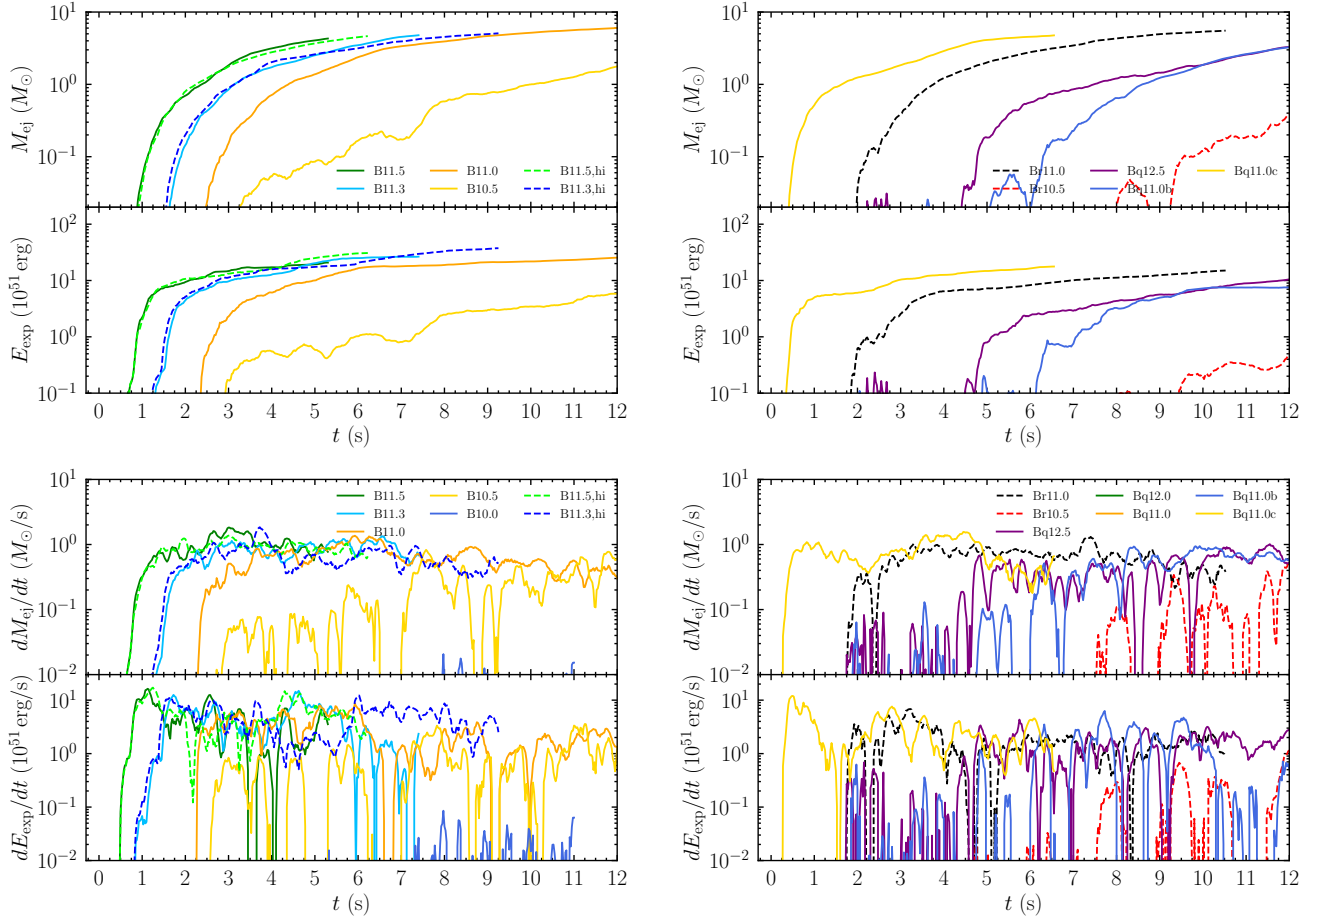 10^1
10^0
10^{-1}
M_ej (M_⊙)
B11.5 B11.0 B11.5,hi
B11.3 B10.5 B11.3,hi
10^2
10^1
10^0
10^{-1}
E_exp (10^51 erg)
0 1 2 3 4 5 6 7 8 9 10 11 12
t (s)
10^1
10^0
10^{-1}
M_ej (M_⊙)
Br11.0 Bq12.5 Bq11.0c
Br10.5 Bq11.0b
10^2
10^1
10^0
10^{-1}
E_exp (10^51 erg)
0 1 2 3 4 5 6 7 8 9 10 11 12
t (s)
10^1
10^0
10^{-1}
10^{-2}
dM_ej/dt (M_⊙/s)
B11.5 B10.5 B11.5,hi
B11.3 B10.0 B11.3,hi
B11.0
10^1
10^0
10^{-1}
10^{-2}
dE_exp/dt (10^51 erg/s)
0 1 2 3 4 5 6 7 8 9 10 11 12
t (s)
10^1
10^0
10^{-1}
10^{-2}
dM_ej/dt (M_⊙/s)
Br11.0 Bq12.0 Bq11.0b
Br10.5 Bq11.0 Bq11.0c
Bq12.5
10^1
10^0
10^{-1}
10^{-2}
dE_exp/dt (10^51 erg/s)
0 1 2 3 4 5 6 7 8 9 10 11 12
t (s)